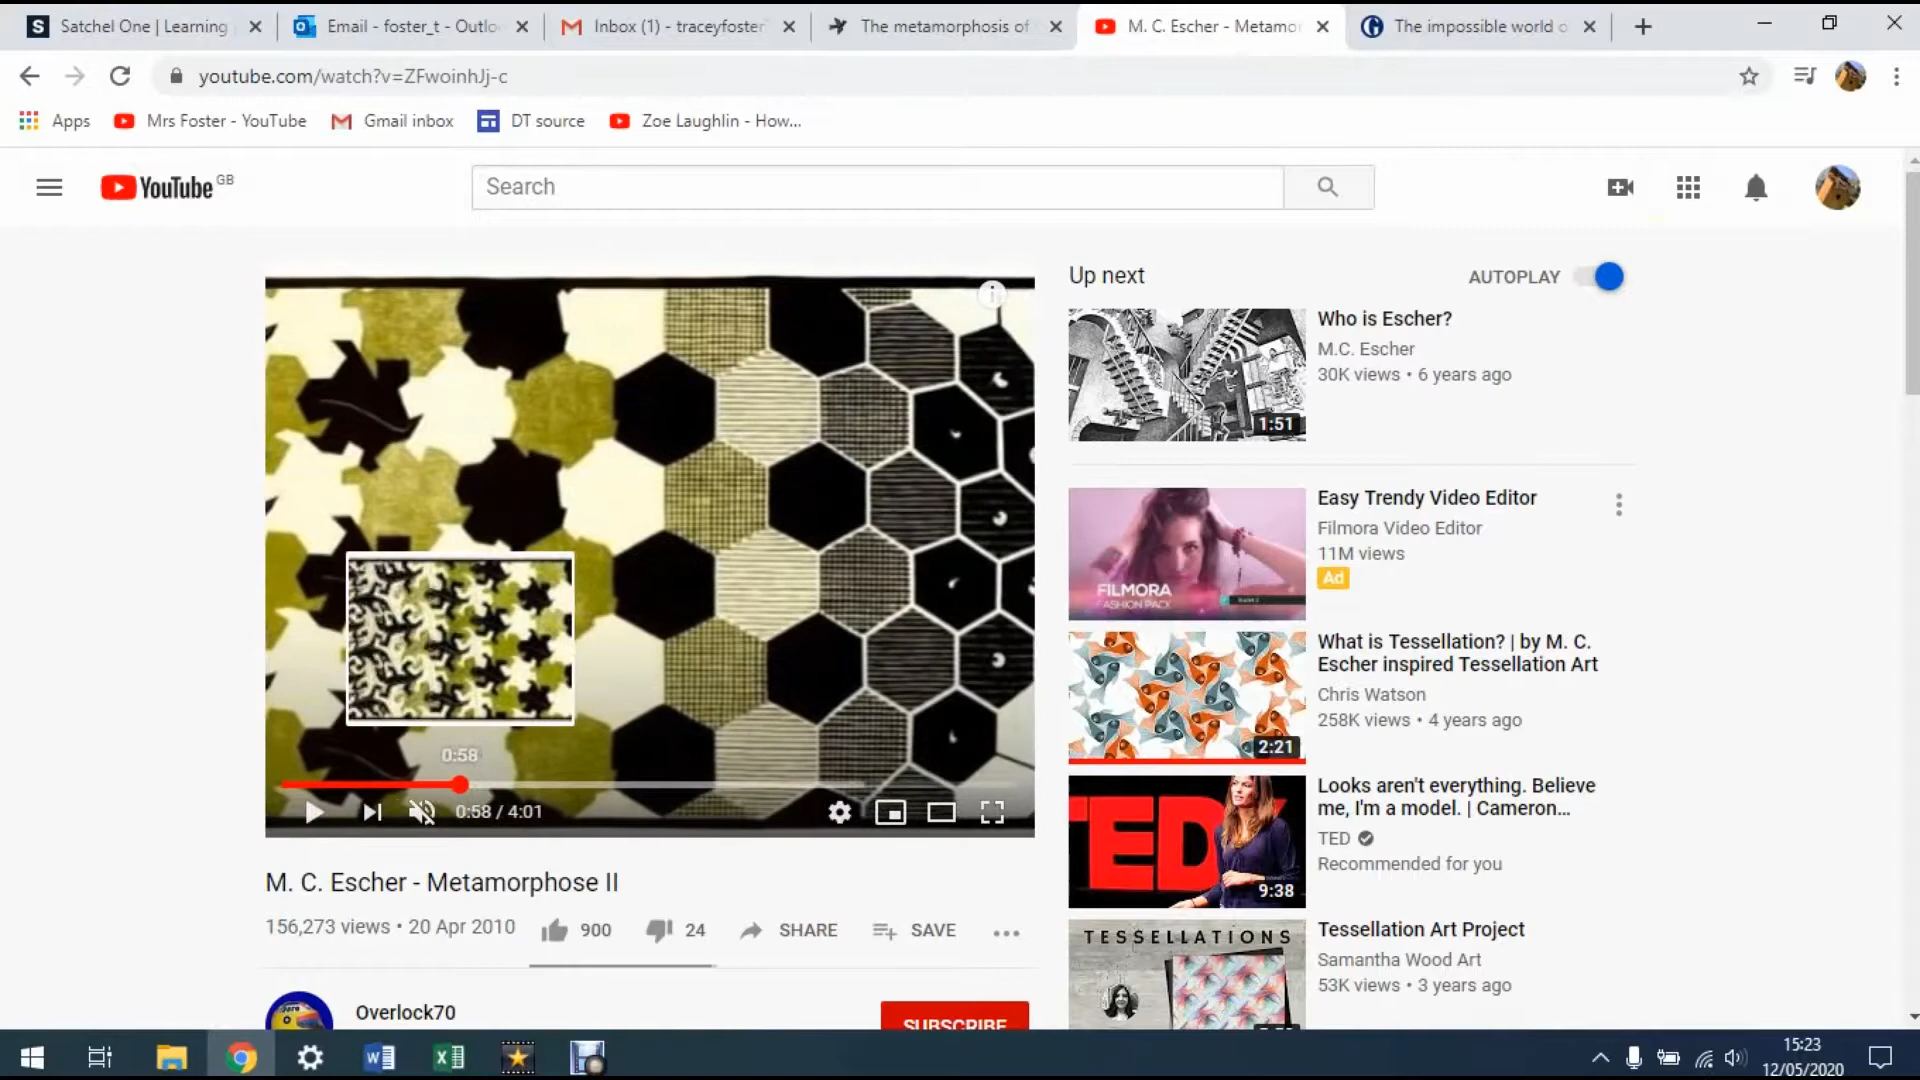 Satchel One | Learning
Email - foster_t - Outlo
Inbox (1) - traceyfoster
The metamorphosis of
M. C. Escher - Metamor
The impossible world o
youtube.com/watch?v=ZFwoinhJj-c
Apps
Mrs Foster - YouTube
Gmail inbox
DT source
Zoe Laughlin - How...
YouTube GB
Search
Up next
AUTOPLAY
Who is Escher?
M.C. Escher
30K views • 6 years ago
1:51
Easy Trendy Video Editor
Filmora Video Editor
11M views
Ad
FILMORA
FASHION PACK
What is Tessellation? | by M. C.
Escher inspired Tessellation Art
Chris Watson
258K views • 4 years ago
2:21
0:58
0:58 / 4:01
Looks aren't everything. Believe
me, I'm a model. | Cameron...
TED
Recommended for you
TED
9:38
M. C. Escher - Metamorphose II
156,273 views • 20 Apr 2010
900
24
SHARE
SAVE
TESSELLATIONS
Tessellation Art Project
Samantha Wood Art
53K views • 3 years ago
Overlock70
SUBSCRIBE
15:23
12/05/2020